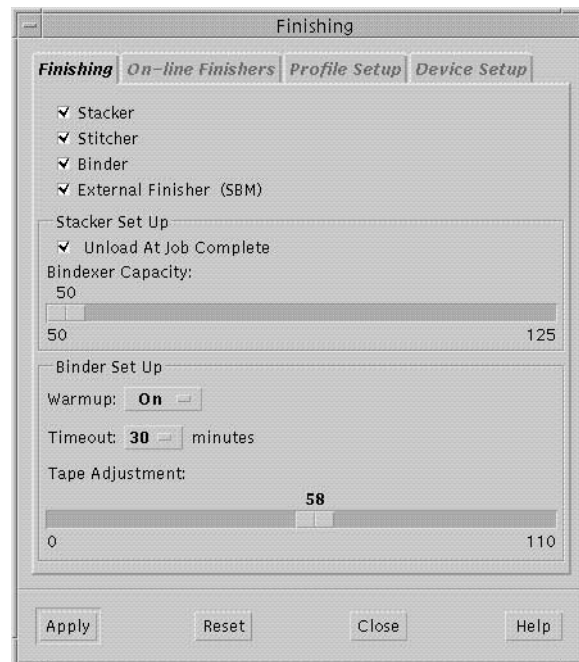 Finishing
Finishing On-line Finishers Profile Setup Device Setup
Stacker
Stitcher
Binder
External Finisher (SBM)
Stacker Set Up
Unload At Job Complete
Bindexer Capacity:
50
50 125
Binder Set Up
Warmup: On
Timeout: 30 minutes
Tape Adjustment:
58
0 110
Apply Reset Close Help